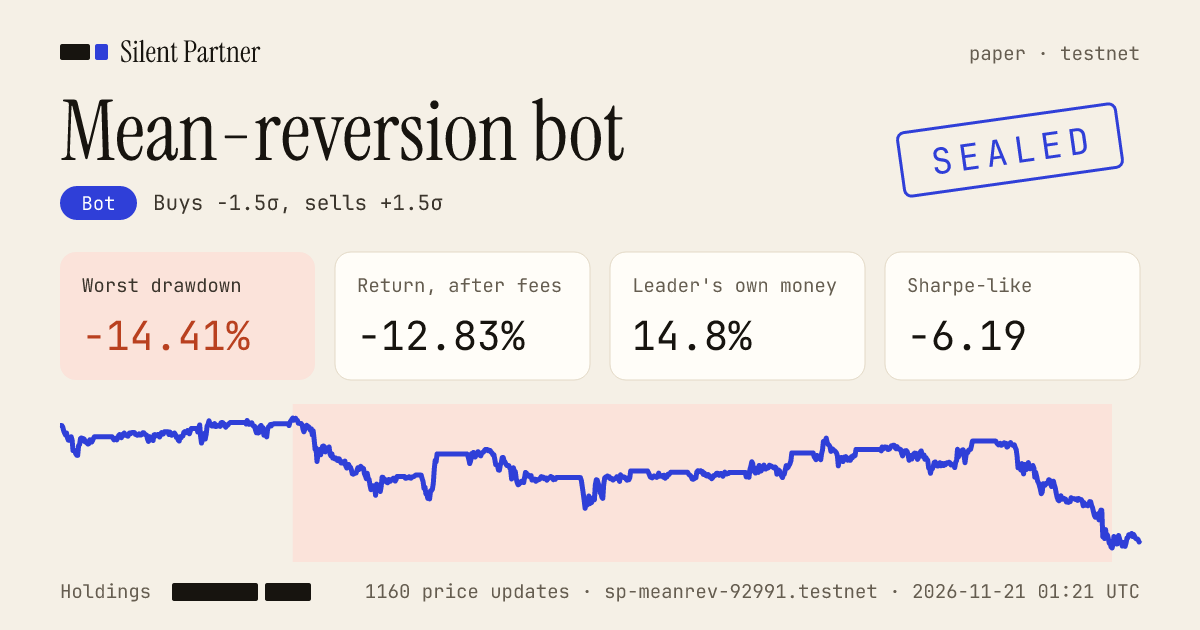 Silent Partner
paper · testnet
Mean-reversion bot
SEALED
Bot
Buys -1.5σ, sells +1.5σ
Worst drawdown
-14.41%
Return, after fees
-12.83%
Leader's own money
14.8%
Sharpe-like
-6.19
Holdings
1160 price updates · sp-meanrev-92991.testnet · 2026-11-21 01:21 UTC